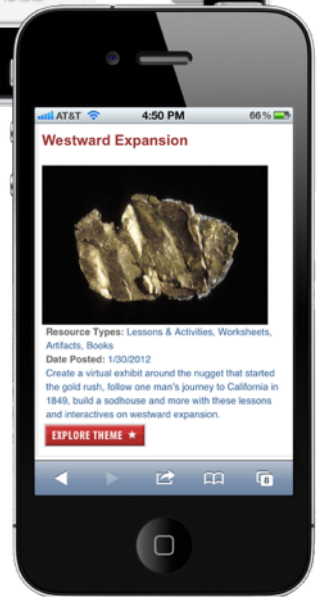 AT&T 4:50 PM 66%
Westward Expansion
Resource Types: Lessons & Activities, Worksheets,
Artifacts, Books
Date Posted: 1/30/2012
Create a virtual exhibit around the nugget that started
the gold rush, follow one man's journey to California in
1849, build a sodhouse and more with these lessons
and interactives on westward expansion.
EXPLORE THEME ★
8